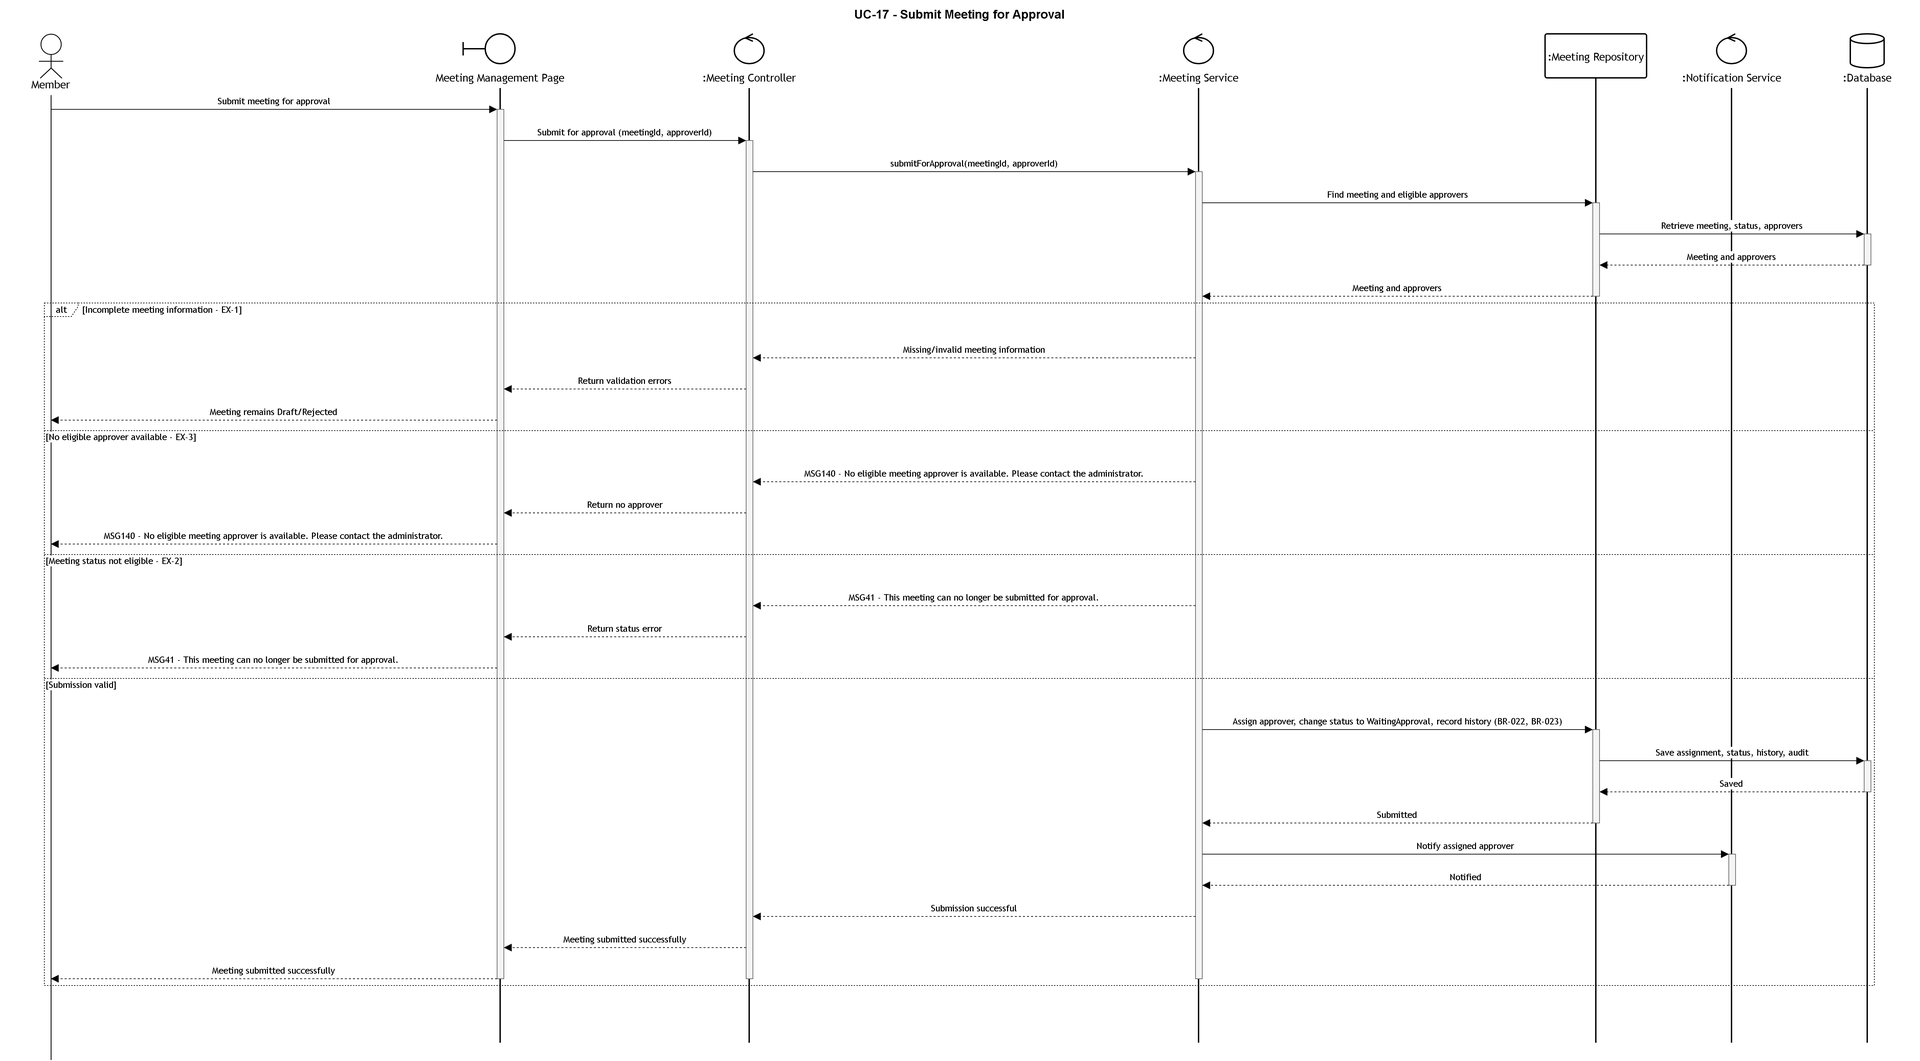 UC-17 - Submit Meeting for Approval
Member
Meeting Management Page
:Meeting Controller
:Meeting Service
:Meeting Repository
:Notification Service
:Database
Submit meeting for approval
Submit for approval (meetingId, approverId)
submitForApproval(meetingId, approverId)
Find meeting and eligible approvers
Retrieve meeting, status, approvers
Meeting and approvers
Meeting and approvers
alt
[Incomplete meeting information - EX-1]
Missing/invalid meeting information
Return validation errors
Meeting remains Draft/Rejected
[No eligible approver available - EX-3]
MSG140 - No eligible meeting approver is available. Please contact the administrator.
Return no approver
MSG140 - No eligible meeting approver is available. Please contact the administrator.
[Meeting status not eligible - EX-2]
MSG41 - This meeting can no longer be submitted for approval.
Return status error
MSG41 - This meeting can no longer be submitted for approval.
[Submission valid]
Assign approver, change status to WaitingApproval, record history (BR-022, BR-023)
Save assignment, status, history, audit
Saved
Submitted
Notify assigned approver
Notified
Submission successful
Meeting submitted successfully
Meeting submitted successfully